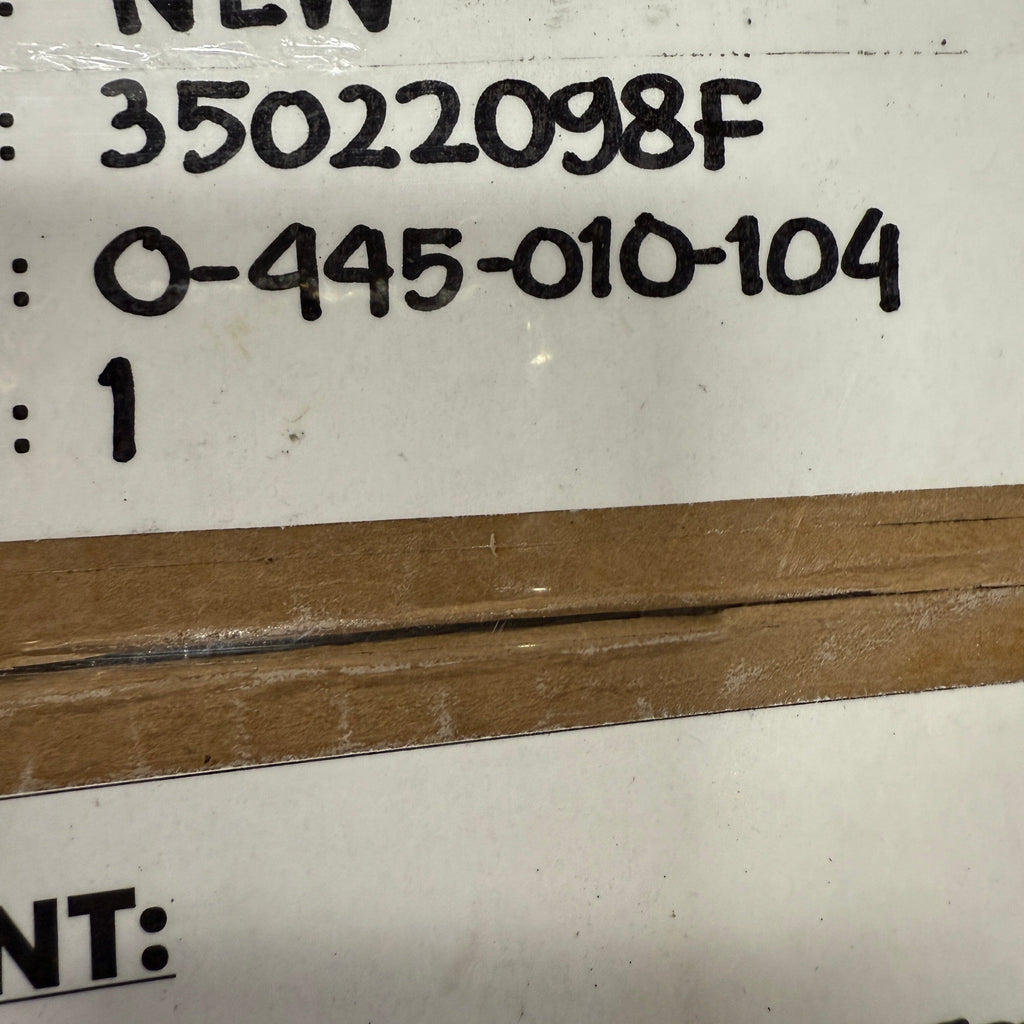 : NEW
: 35022098F
: 0-445-010-104
: 1
NT: